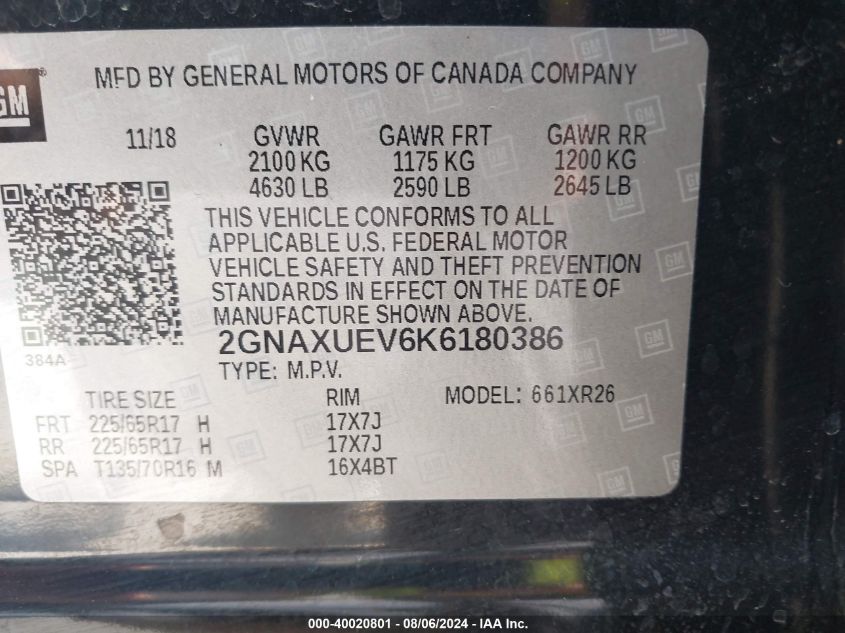 GM
MFD BY GENERAL MOTORS OF CANADA COMPANY
11/18 GVWR GAWR FRT GAWR RR
2100 KG 1175 KG 1200 KG
4630 LB 2590 LB 2645 LB
THIS VEHICLE CONFORMS TO ALL
APPLICABLE U.S. FEDERAL MOTOR
VEHICLE SAFETY AND THEFT PREVENTION
STANDARDS IN EFFECT ON THE DATE OF
MANUFACTURE SHOWN ABOVE.
384A
2GNAXUEV6K6180386
TYPE: M.P.V.
TIRE SIZE RIM MODEL: 661XR26
FRT 225/65R17 H 17X7J
RR 225/65R17 H 17X7J
SPA T135/70R16 M 16X4BT
000-40020801 - 08/06/2024 - IAA Inc.